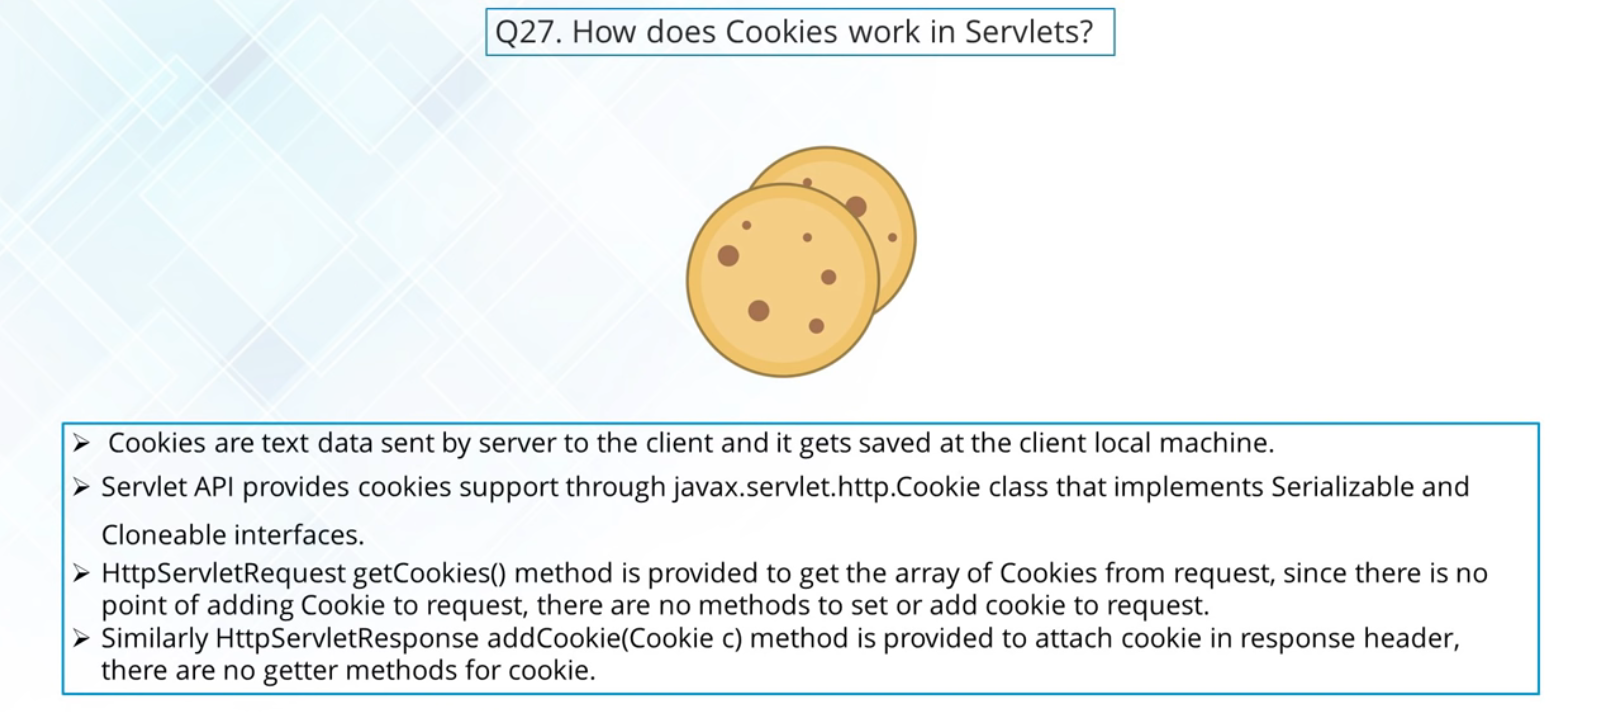 Q27. How does Cookies work in Servlets?
➢ Cookies are text data sent by server to the client and it gets saved at the client local machine.
➢ Servlet API provides cookies support through javax.servlet.http.Cookie class that implements Serializable and
Cloneable interfaces.
➢ HttpServletRequest getCookies() method is provided to get the array of Cookies from request, since there is no
point of adding Cookie to request, there are no methods to set or add cookie to request.
➢ Similarly HttpServletResponse addCookie(Cookie c) method is provided to attach cookie in response header,
there are no getter methods for cookie.